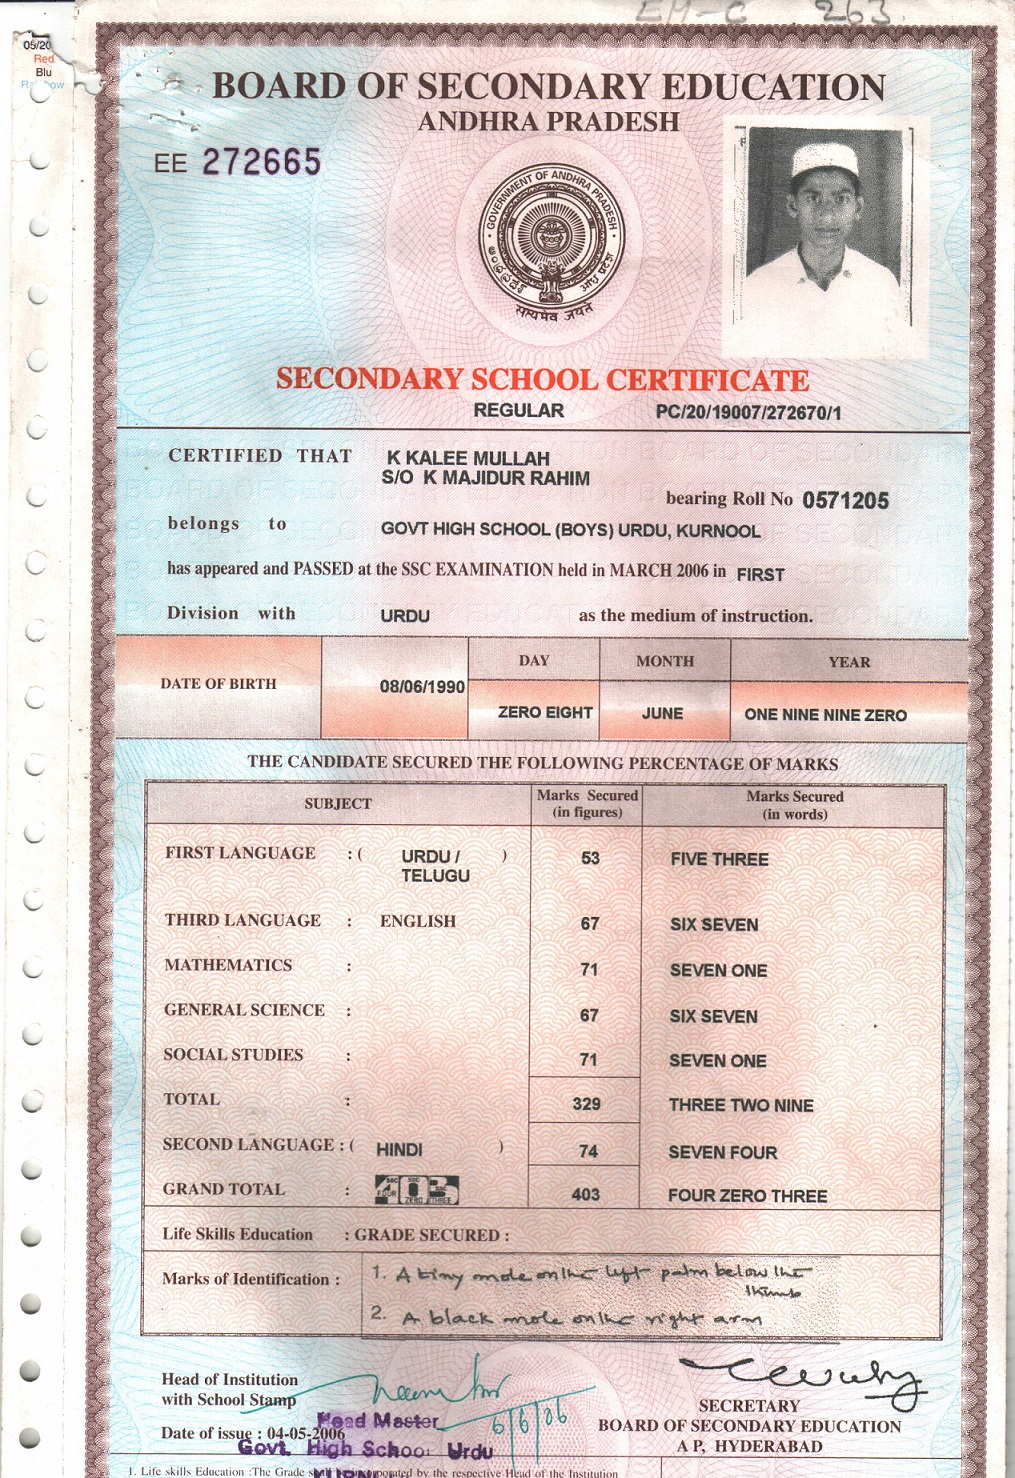 EM-C 263
05/20
Red
Blu
BOARD OF SECONDARY EDUCATION
ANDHRA PRADESH
EE 272665
GOVERNMENT OF ANDHRA PRADESH
सत्यमेव जयते
SECONDARY SCHOOL CERTIFICATE
REGULAR PC/20/19007/272670/1
CERTIFIED THAT K KALEE MULLAH
S/O K MAJIDUR RAHIM
bearing Roll No 0571205
belongs to GOVT HIGH SCHOOL (BOYS) URDU, KURNOOL
has appeared and PASSED at the SSC EXAMINATION held in MARCH 2006 in FIRST
Division with URDU as the medium of instruction.
DAY MONTH YEAR
DATE OF BIRTH 08/06/1990
ZERO EIGHT JUNE ONE NINE NINE ZERO
THE CANDIDATE SECURED THE FOLLOWING PERCENTAGE OF MARKS
SUBJECT Marks Secured (in figures) Marks Secured (in words)
FIRST LANGUAGE : ( URDU / TELUGU ) 53 FIVE THREE
THIRD LANGUAGE : ENGLISH 67 SIX SEVEN
MATHEMATICS : 71 SEVEN ONE
GENERAL SCIENCE : 67 SIX SEVEN
SOCIAL STUDIES : 71 SEVEN ONE
TOTAL : 329 THREE TWO NINE
SECOND LANGUAGE : ( HINDI ) 74 SEVEN FOUR
GRAND TOTAL : 403 403 FOUR ZERO THREE
Life Skills Education : GRADE SECURED :
Marks of Identification : 1. A tiny mole on the left palm below the thumb
2. A black mole on the right arm
Head of Institution
with School Stamp
Head Master 6/6/06
SECRETARY
BOARD OF SECONDARY EDUCATION
A P, HYDERABAD
Date of issue : 04-05-2006
Govt. High School Urdu
1. Life skills Education :The Grade by the respective Head of the Institution